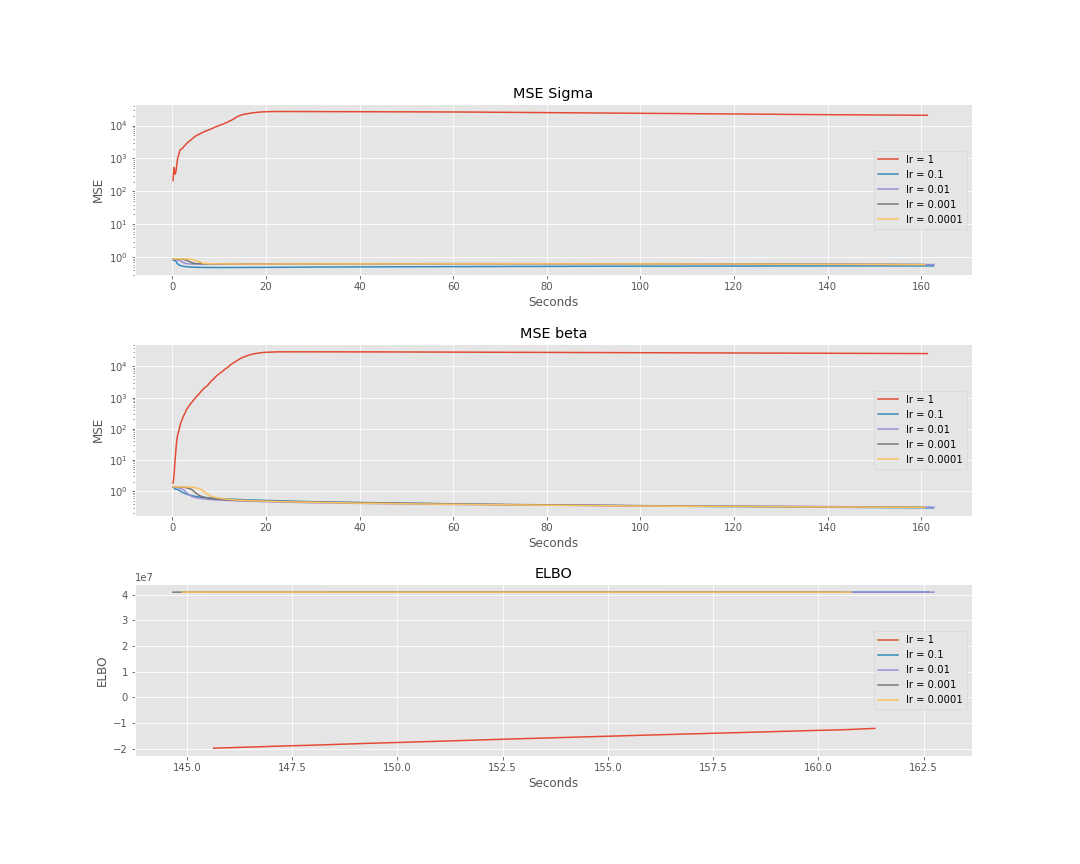 MSE Sigma
10^4
10^3
10^2
10^1
10^0
MSE
lr = 1
lr = 0.1
lr = 0.01
lr = 0.001
lr = 0.0001
0 20 40 60 80 100 120 140 160
Seconds
MSE beta
10^4
10^3
10^2
10^1
10^0
MSE
lr = 1
lr = 0.1
lr = 0.01
lr = 0.001
lr = 0.0001
0 20 40 60 80 100 120 140 160
Seconds
ELBO
1e7
4
3
2
1
0
−1
−2
ELBO
lr = 1
lr = 0.1
lr = 0.01
lr = 0.001
lr = 0.0001
145.0 147.5 150.0 152.5 155.0 157.5 160.0 162.5
Seconds